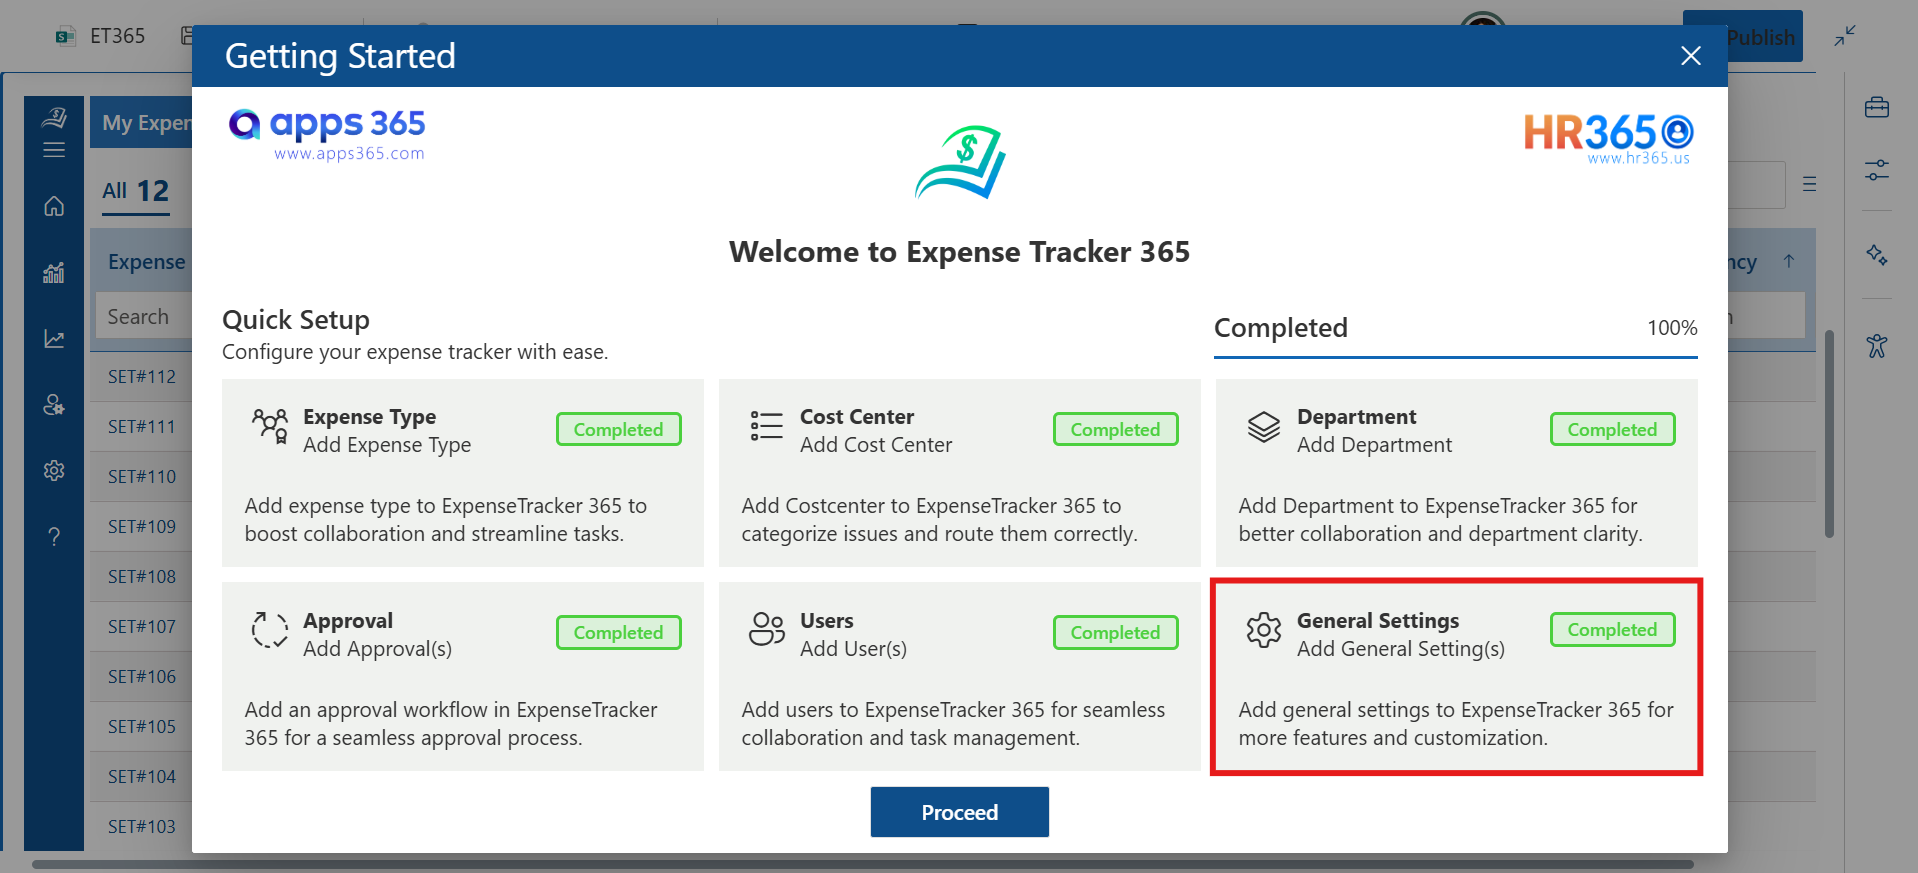 ET365
Publish
Getting Started
My Expen
apps 365
www.apps365.com
HR365
www.hr365.us
All 12
Welcome to Expense Tracker 365
Expense
ncy
Search
Quick Setup
Configure your expense tracker with ease.
Completed
100%
Expense Type
Add Expense Type
Completed
Add expense type to ExpenseTracker 365 to
boost collaboration and streamline tasks.
Cost Center
Add Cost Center
Completed
Add Costcenter to ExpenseTracker 365 to
categorize issues and route them correctly.
Department
Add Department
Completed
Add Department to ExpenseTracker 365 for
better collaboration and department clarity.
Approval
Add Approval(s)
Completed
Add an approval workflow in ExpenseTracker
365 for a seamless approval process.
Users
Add User(s)
Completed
Add users to ExpenseTracker 365 for seamless
collaboration and task management.
General Settings
Add General Setting(s)
Completed
Add general settings to ExpenseTracker 365 for
more features and customization.
Proceed
SET#112
SET#111
SET#110
SET#109
SET#108
SET#107
SET#106
SET#105
SET#104
SET#103